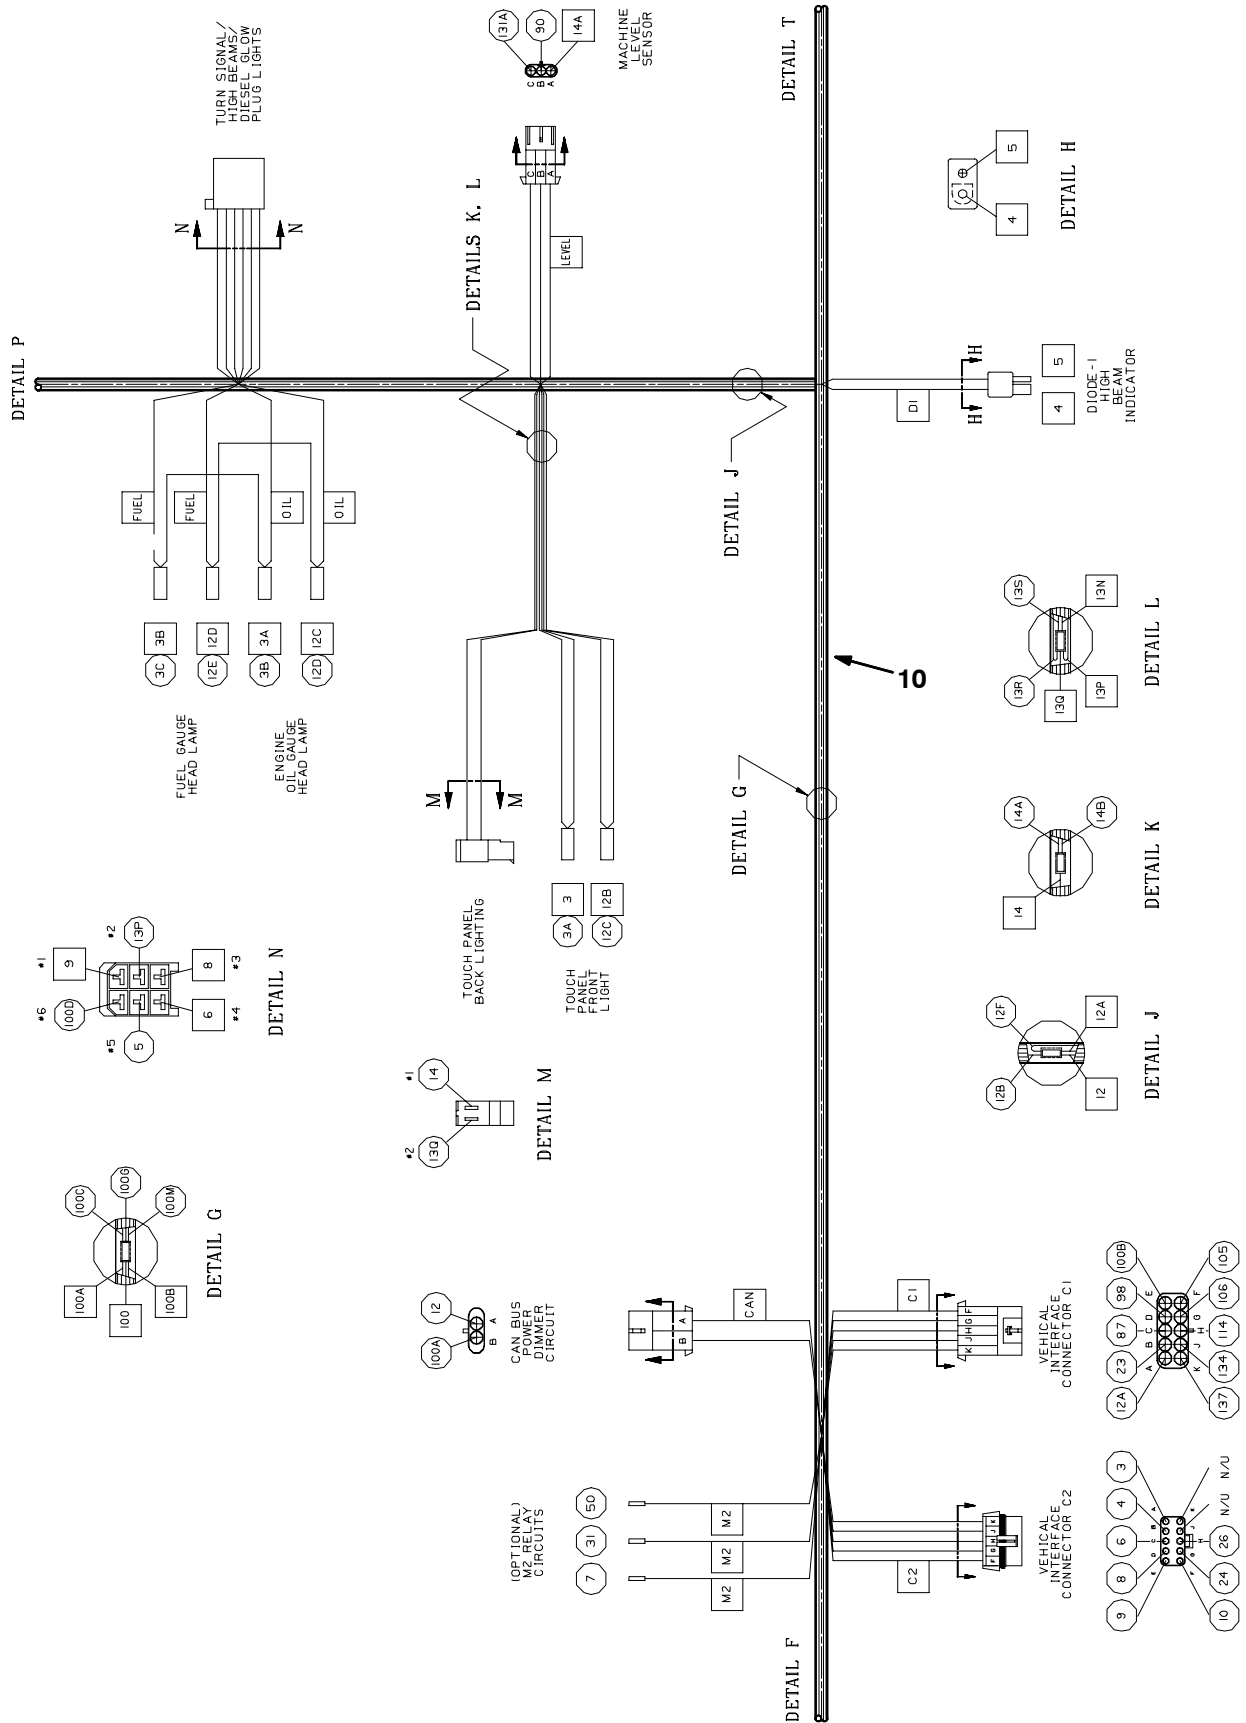 DETAIL P
TURN SIGNAL/
HIGH BEAMS/
DIESEL GLOW
PLUG LIGHTS
N
N
131A
90
14A
C
B
A
MACHINE
LEVEL
SENSOR
C
B
A
LEVEL
DETAILS K, L
DETAIL T
FUEL
FUEL
OIL
OIL
3C
3B
12E
12D
3B
3A
12D
12C
FUEL GAUGE
HEAD LAMP
ENGINE
OIL GAUGE
HEAD LAMP
M
M
TOUCH PANEL
BACK LIGHTING
3A
3
12C
12B
TOUCH
PANEL
FRONT
LIGHT
DETAIL J
DETAIL G
10
D1
H
H
4
5
DIODE-1
HIGH
BEAM
INDICATOR
4
5
DETAIL H
#1
9
#2
13P
8
#3
#6
100D
#5
5
6
#4
DETAIL N
#1
14
#2
13Q
DETAIL M
100C
100G
100M
100A
100
100B
DETAIL G
13S
13N
13R
13Q
13P
DETAIL L
14A
14B
14
DETAIL K
12F
12A
12B
12
DETAIL J
12
100A
A
B
CAN BUS
POWER
DIMMER
CIRCUIT
A
B
CAN
(OPTIONAL)
M2 RELAY
CIRCUITS
50
31
7
M2
M2
M2
DETAIL F
C1
F
G
H
J
K
VEHICAL
INTERFACE
CONNECTOR C1
100B
98
87
23
12A
E
D
C
B
A
F
G
H
J
K
105
106
114
134
137
C2
K
J
H
G
F
VEHICAL
INTERFACE
CONNECTOR C2
3
4
6
8
9
A
B
C
D
E
K
J
H
G
F
N/U
N/U
26
24
10